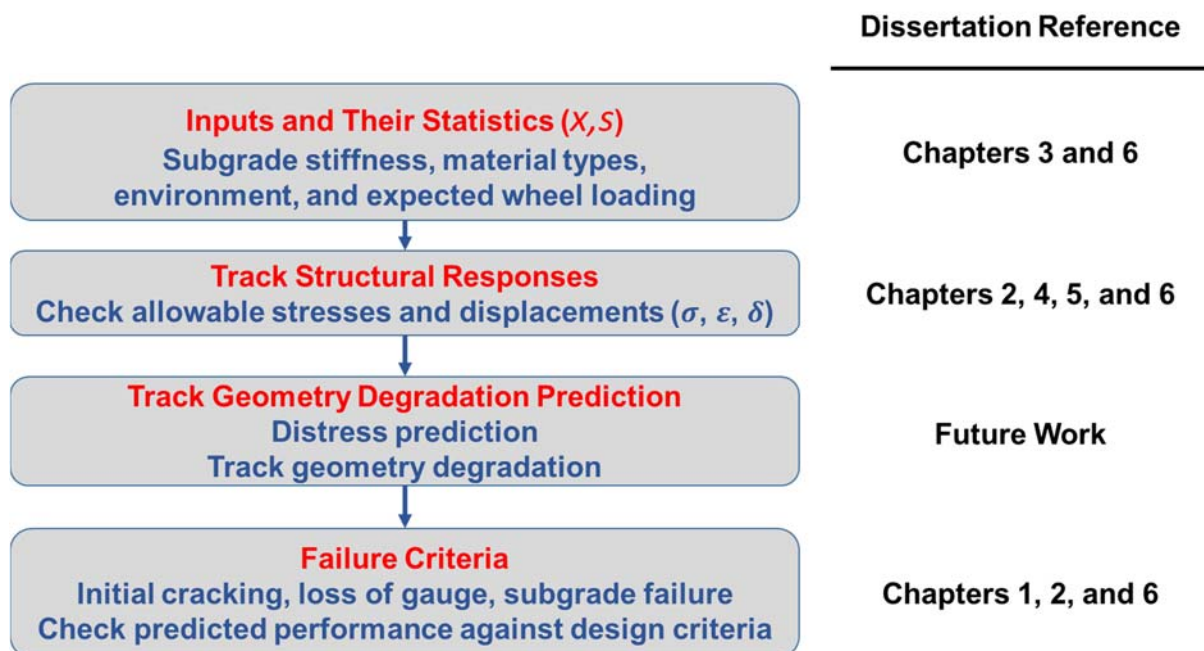 Dissertation Reference
Inputs and Their Statistics (X,S)
Subgrade stiffness, material types,
environment, and expected wheel loading
Chapters 3 and 6
Track Structural Responses
Check allowable stresses and displacements (σ, ε, δ)
Chapters 2, 4, 5, and 6
Track Geometry Degradation Prediction
Distress prediction
Track geometry degradation
Future Work
Failure Criteria
Initial cracking, loss of gauge, subgrade failure
Check predicted performance against design criteria
Chapters 1, 2, and 6